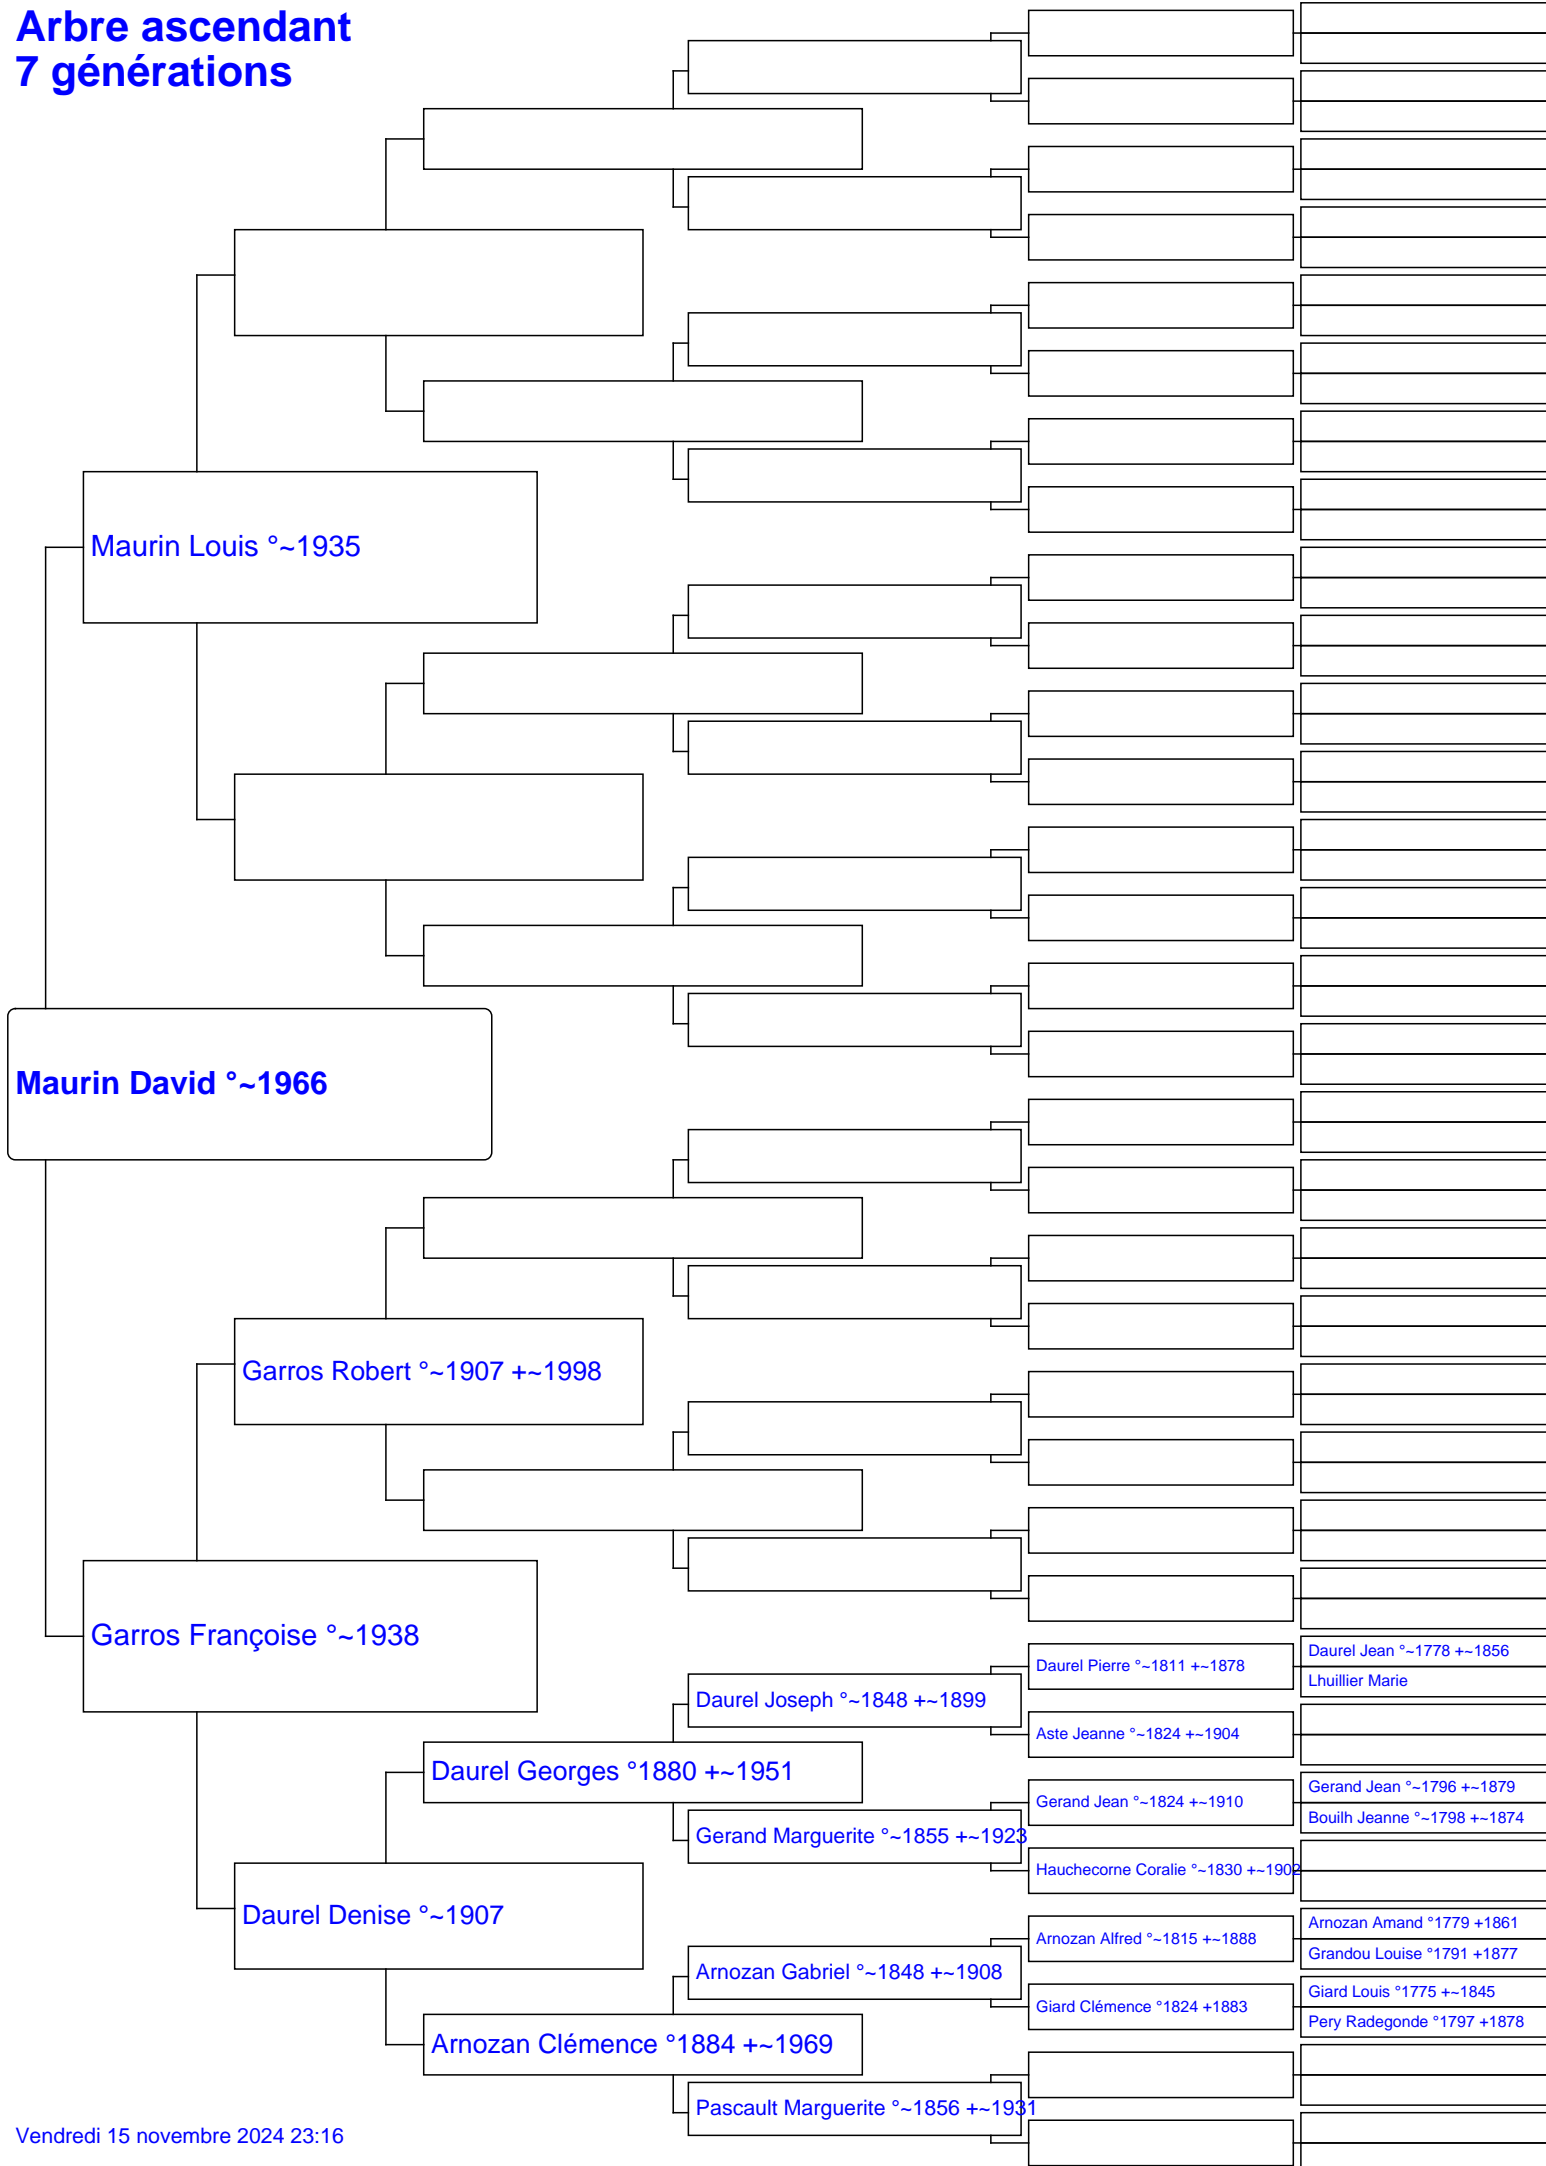 Arbre ascendant
7 générations
Maurin Louis °~1935
Maurin David °~1966
Garros Robert °~1907 +~1998
Garros Françoise °~1938
Daurel Jean °~1778 +~1856
Daurel Pierre °~1811 +~1878
Lhuillier Marie
Daurel Joseph °~1848 +~1899
Aste Jeanne °~1824 +~1904
Daurel Georges °1880 +~1951
Gerand Jean °~1796 +~1879
Gerand Jean °~1824 +~1910
Bouilh Jeanne °~1798 +~1874
Gerand Marguerite °~1855 +~1923
Hauchecorne Coralie °~1830 +~1902
Daurel Denise °~1907
Arnozan Amand °1779 +1861
Arnozan Alfred °~1815 +~1888
Grandou Louise °1791 +1877
Arnozan Gabriel °~1848 +~1908
Giard Louis °1775 +~1845
Giard Clémence °1824 +1883
Pery Radegonde °1797 +1878
Arnozan Clémence °1884 +~1969
Pascault Marguerite °~1856 +~1931
Vendredi 15 novembre 2024 23:16